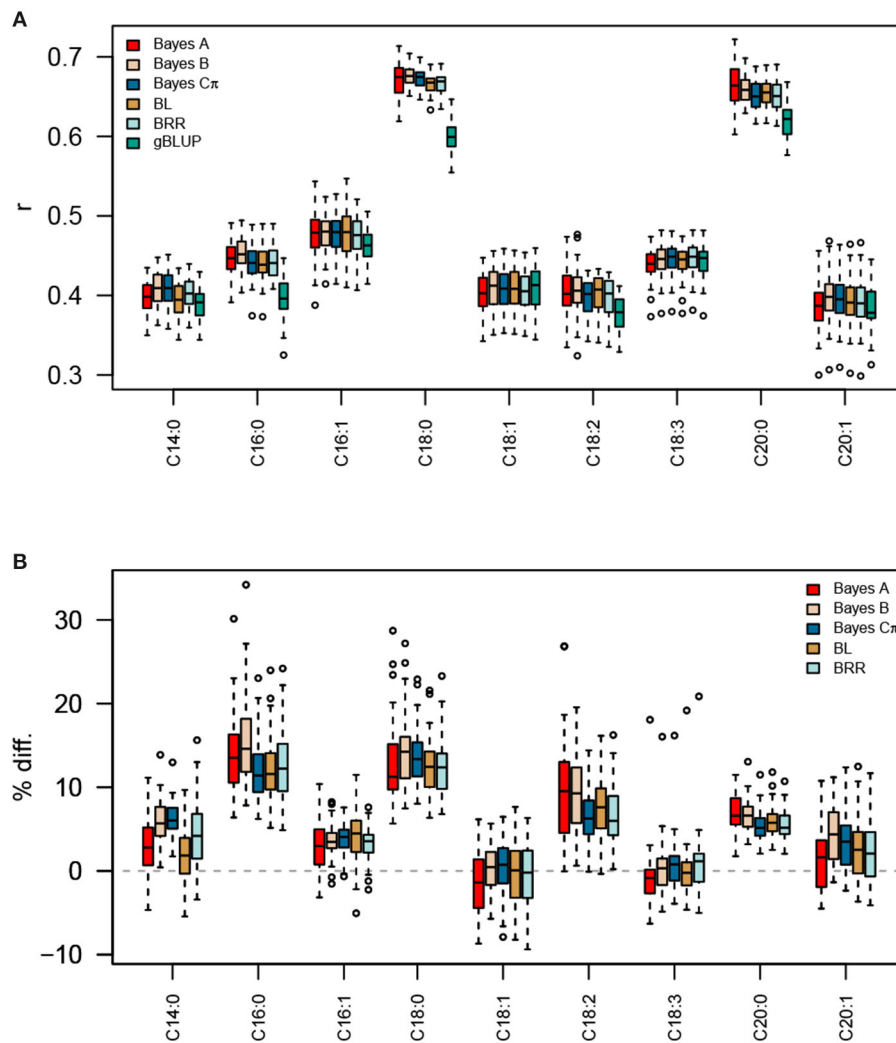 A
Bayes A
Bayes B
Bayes Cπ
BL
BRR
gBLUP
0.7
0.6
0.5
0.4
0.3
r
C14:0
C16:0
C16:1
C18:0
C18:1
C18:2
C18:3
C20:0
C20:1
B
Bayes A
Bayes B
Bayes Cπ
BL
BRR
30
20
10
0
−10
% diff.
C14:0
C16:0
C16:1
C18:0
C18:1
C18:2
C18:3
C20:0
C20:1